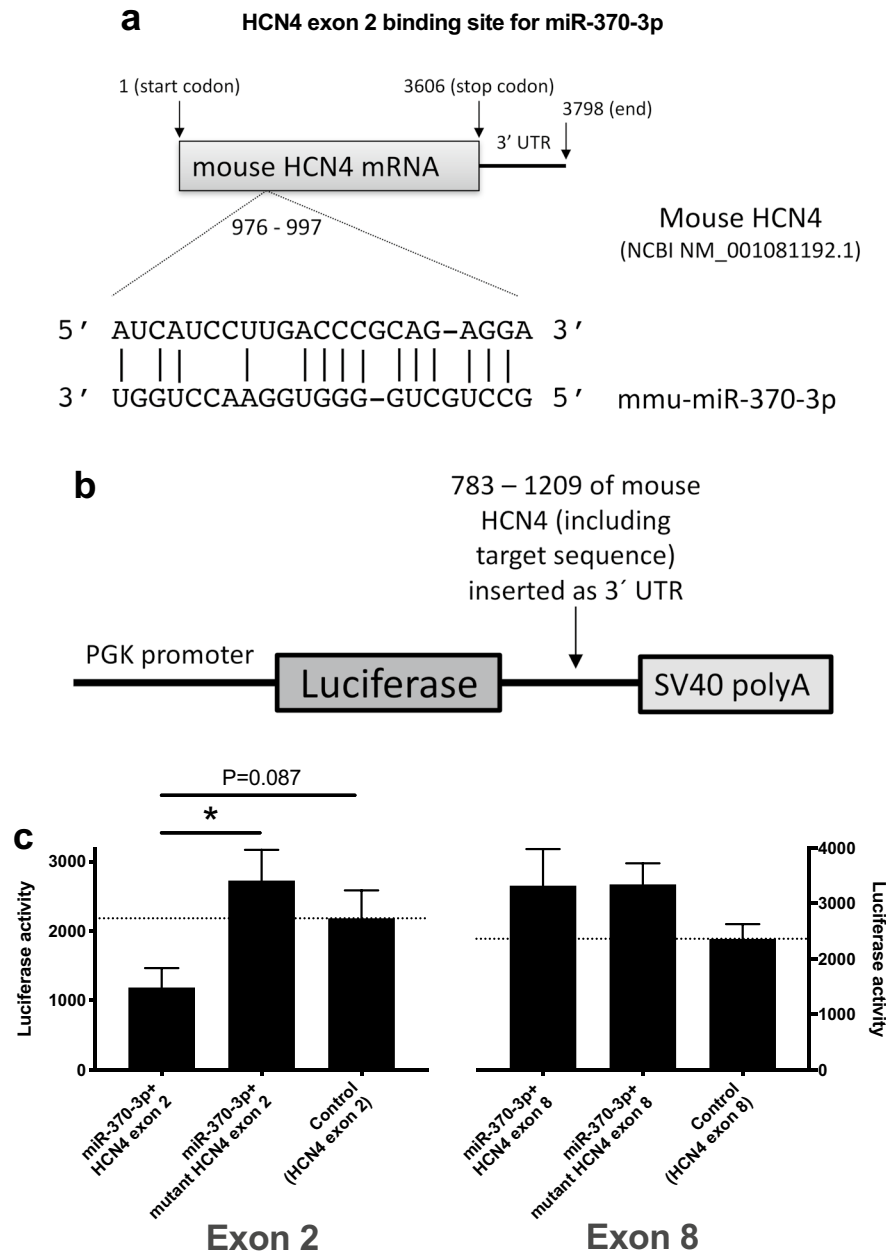 a
HCN4 exon 2 binding site for miR-370-3p
1 (start codon)
3606 (stop codon)
3798 (end)
3’ UTR
mouse HCN4 mRNA
976 - 997
Mouse HCN4
(NCBI NM_001081192.1)
5’ AUCAUCCUUGACCCGCAG–AGGA 3’
3’ UGGUCCAAGGUGGG–GUCGUCCG 5’
mmu-miR-370-3p
b
783 – 1209 of mouse
HCN4 (including
target sequence)
inserted as 3´ UTR
PGK promoter
Luciferase
SV40 polyA
c
P=0.087
*
Luciferase activity
3000
2000
1000
0
miR-370-3p+
HCN4 exon 2
miR-370-3p+
mutant HCN4 exon 2
Control
(HCN4 exon 2)
Exon 2
4000
3000
2000
1000
0
Luciferase activity
miR-370-3p+
HCN4 exon 8
miR-370-3p+
mutant HCN4 exon 8
Control
(HCN4 exon 8)
Exon 8